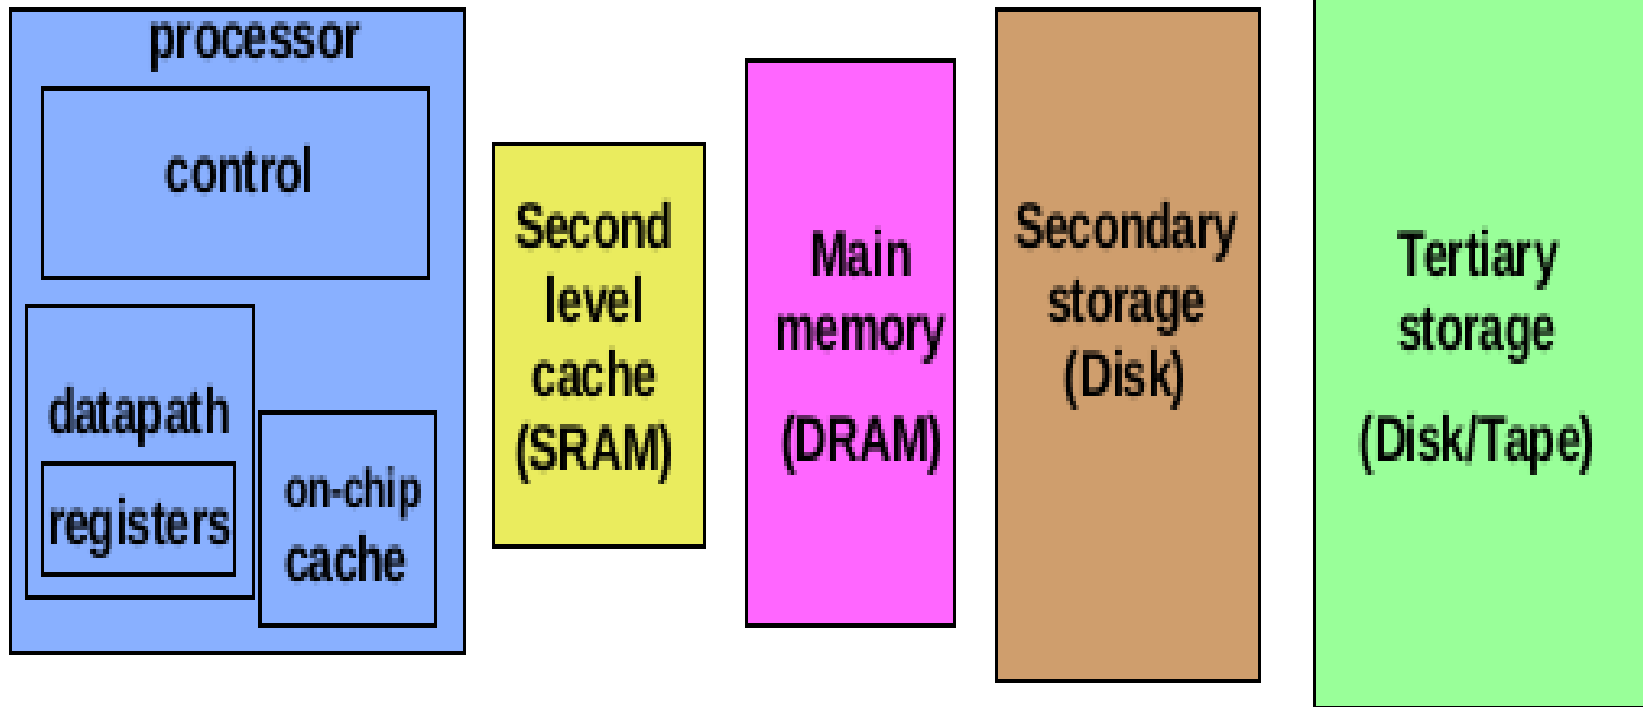 processor
control
datapath
registers
on-chip
cache
Second
level
cache
(SRAM)
Main
memory
(DRAM)
Secondary
storage
(Disk)
Tertiary
storage
(Disk/Tape)